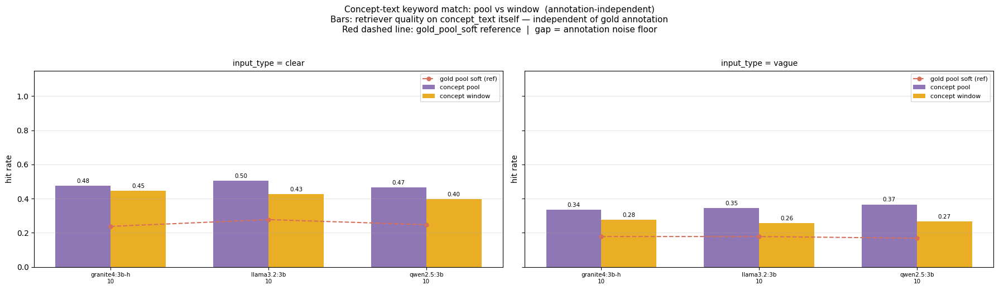 Concept-text keyword match: pool vs window  (annotation-independent)
Bars: retriever quality on concept_text itself — independent of gold annotation
Red dashed line: gold_pool_soft reference  |  gap = annotation noise floor
input_type = clear
hit rate
1.0
0.8
0.6
0.4
0.2
0.0
gold pool soft (ref)
concept pool
concept window
0.48
0.45
0.50
0.43
0.47
0.40
granite4:3b-h
10
llama3.2:3b
10
qwen2.5:3b
10
input_type = vague
hit rate
gold pool soft (ref)
concept pool
concept window
0.34
0.28
0.35
0.26
0.37
0.27
granite4:3b-h
10
llama3.2:3b
10
qwen2.5:3b
10